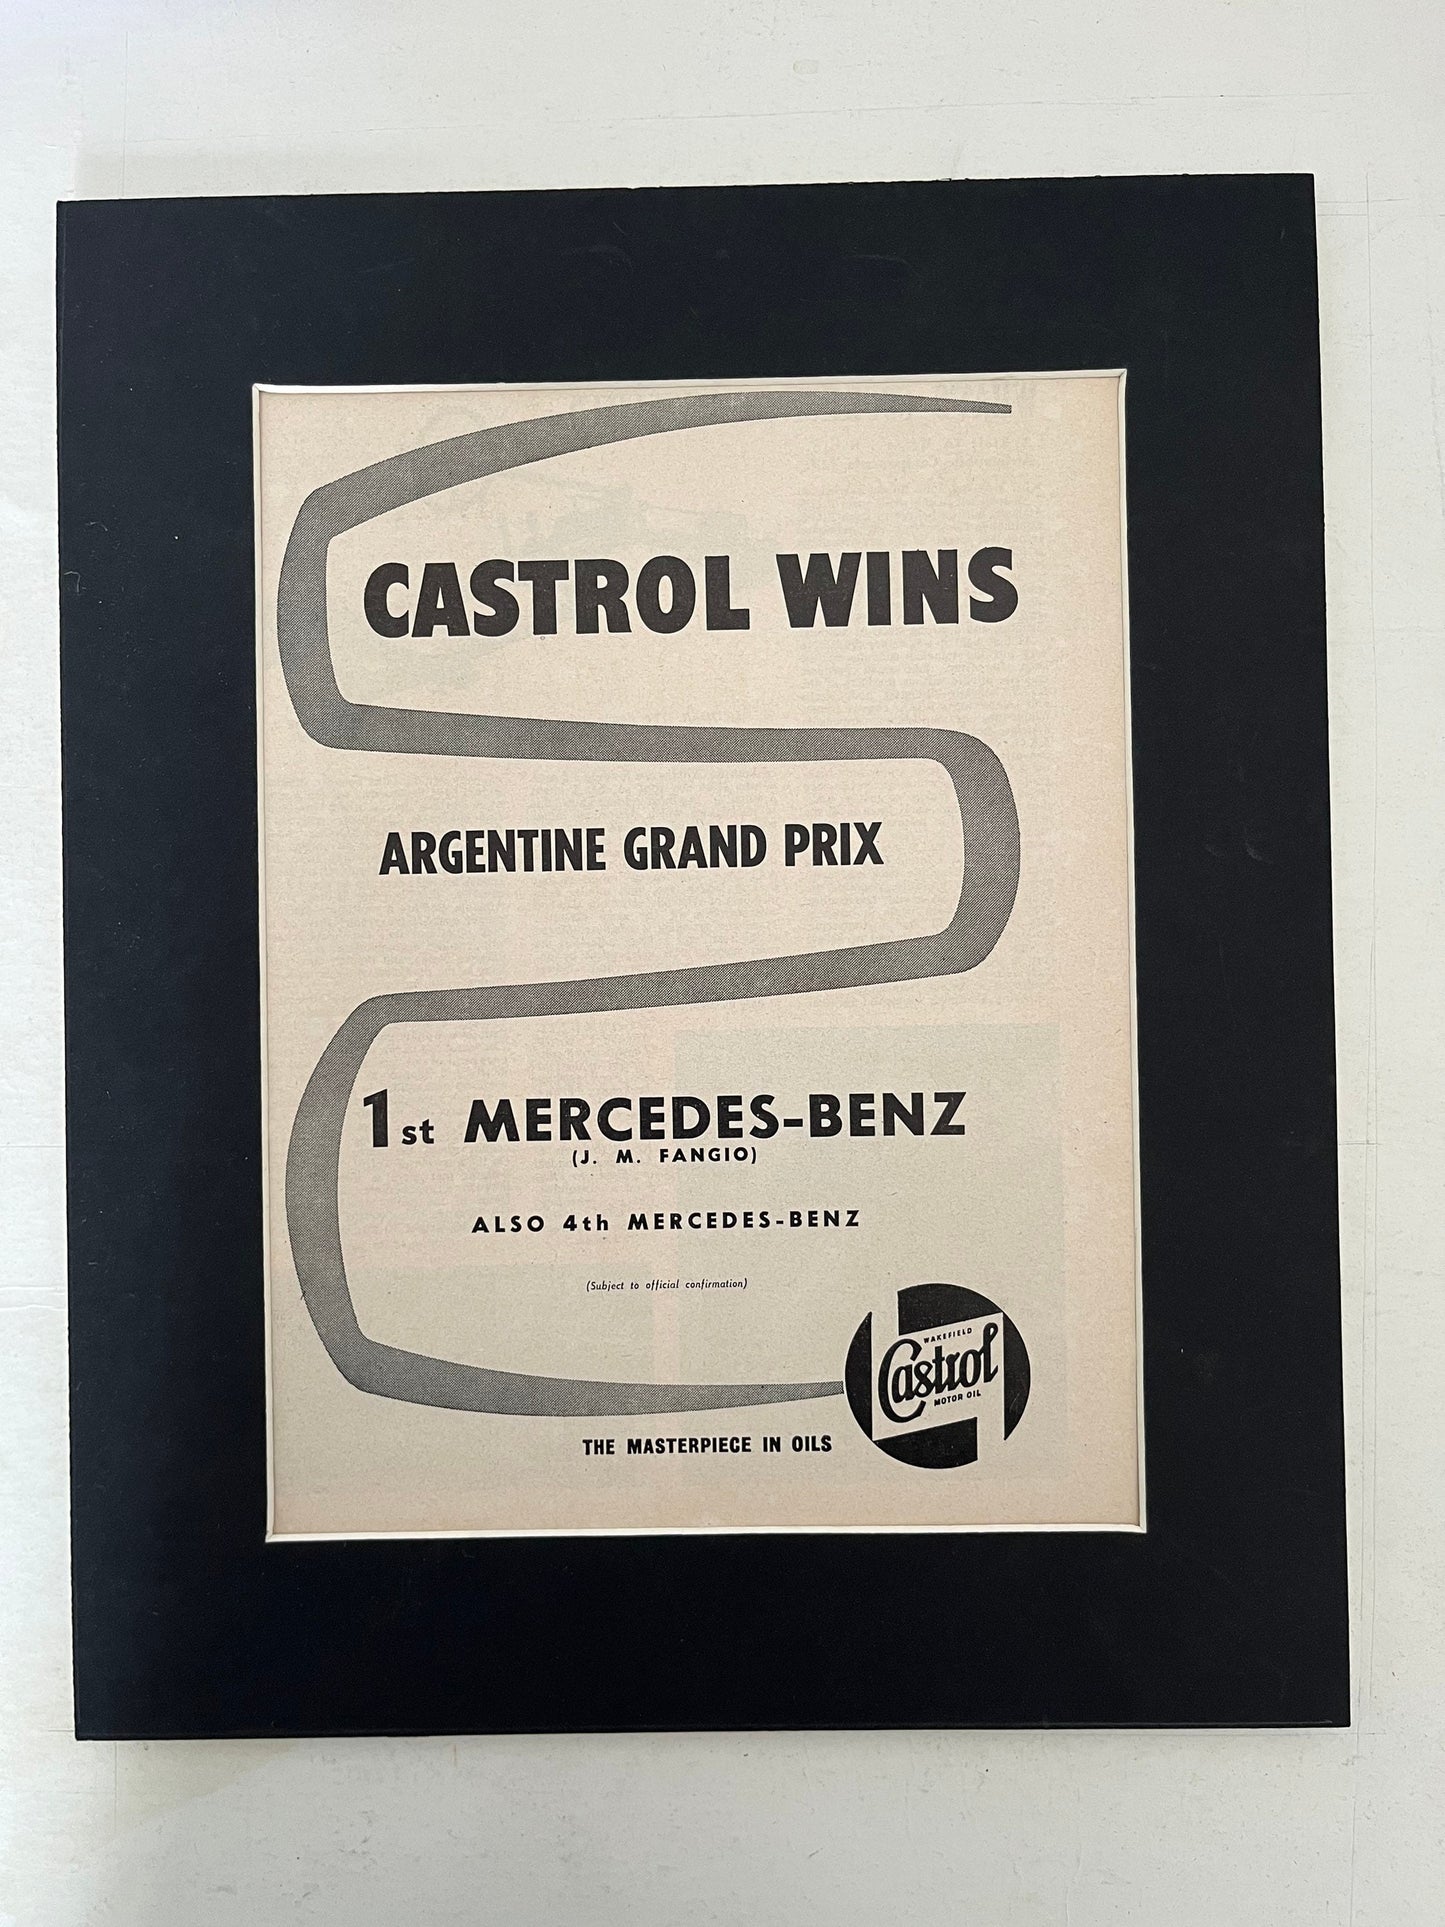 CASTROL WINS
ARGENTINE GRAND PRIX
1st MERCEDES-BENZ
(J. M. FANGIO)
ALSO 4th MERCEDES-BENZ
(Subject to official confirmation)
WAKEFIELD
Castrol
MOTOR OIL
THE MASTERPIECE IN OILS